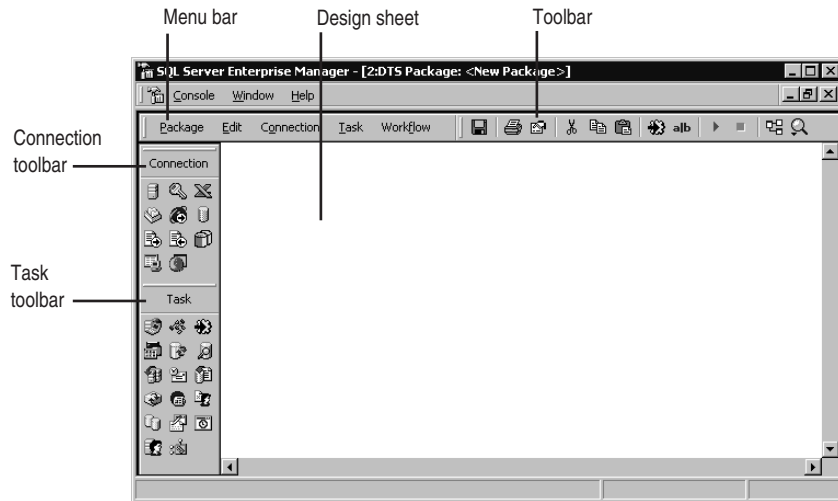 Menu bar
Design sheet
Toolbar
SQL Server Enterprise Manager - [2:DTS Package: <New Package>]
Console Window Help
Package Edit Connection Task Workflow
alb
Connection
toolbar
Connection
Task
toolbar
Task